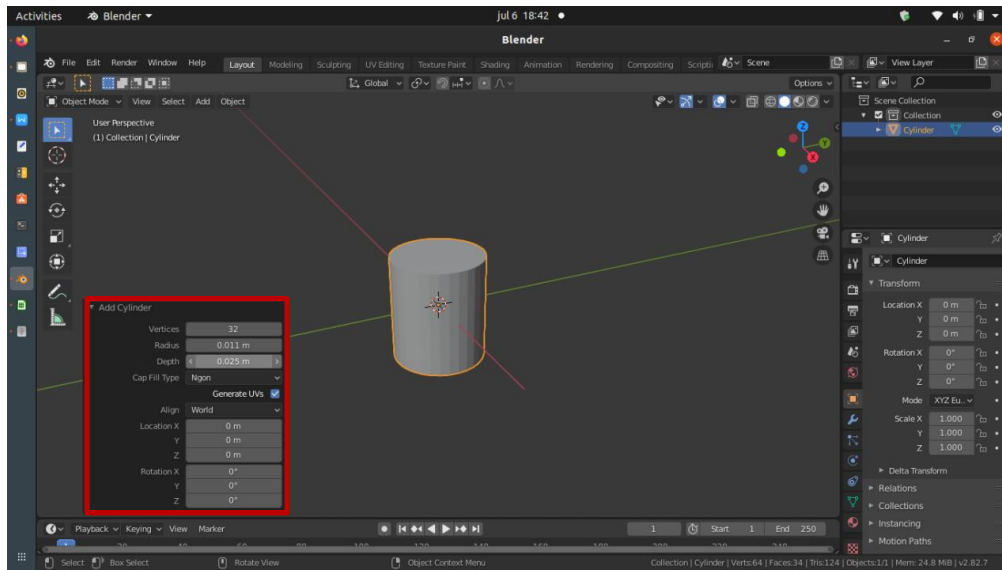 Activities Blender jul 6 18:42
Blender
File Edit Render Window Help Layout Modeling Sculpting UV Editing Texture Paint Shading Animation Rendering Compositing Scripti Scene View Layer
Global Options
Object Mode View Select Add Object
User Perspective
(1) Collection | Cylinder
Z
Y
X
Scene Collection
Collection
Cylinder
Cylinder
Cylinder
Transform
Location X 0 m
Y 0 m
Z 0 m
Rotation X 0°
Y 0°
Z 0°
Mode XYZ Eu..
Scale X 1.000
Y 1.000
Z 1.000
Delta Transform
Relations
Collections
Instancing
Motion Paths
Add Cylinder
Vertices 32
Radius 0.011 m
Depth 0.025 m
Cap Fill Type Ngon
Generate UVs
Align World
Location X 0 m
Y 0 m
Z 0 m
Rotation X 0°
Y 0°
Z 0°
Playback Keying View Marker 1 Start 1 End 250
Select Box Select Rotate View Object Context Menu Collection | Cylinder | Verts:64 | Faces:34 | Tris:124 | Objects:1/1 | Mem: 24.8 MiB | v2.82.7